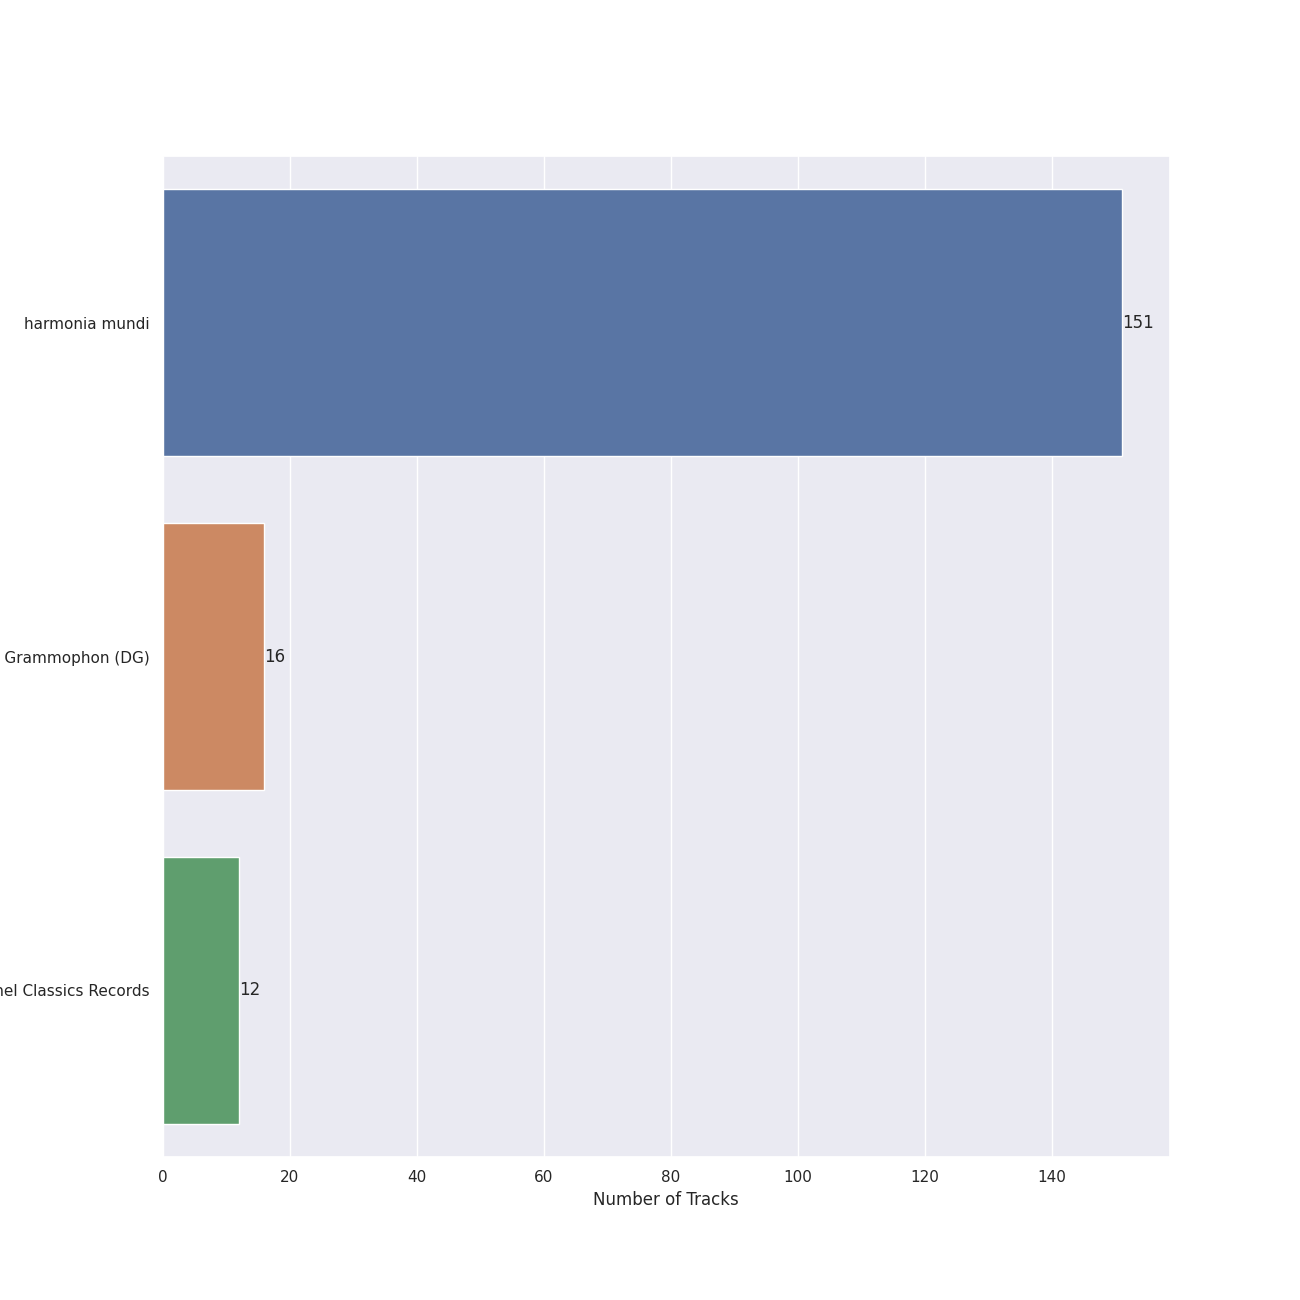 harmonia mundi
151
Grammophon (DG)
16
Classics Records
12
0 20 40 60 80 100 120 140
Number of Tracks